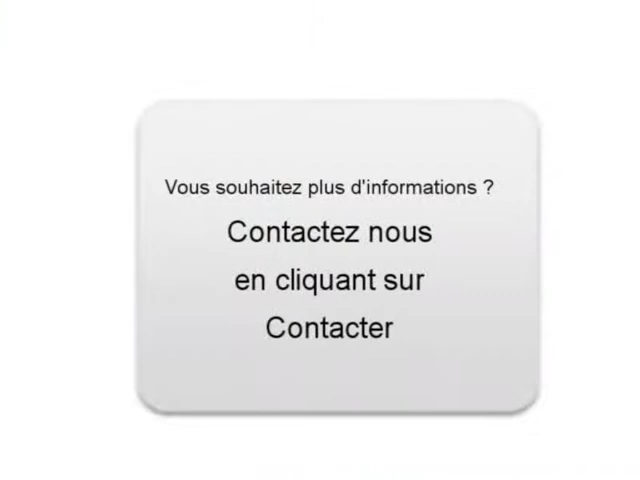 Vous souhaitez plus d'informations ?
Contactez nous
en cliquant sur
Contacter